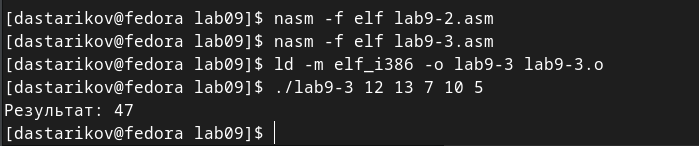 [dastarikov@fedora lab09]$ nasm -f elf lab9-2.asm
[dastarikov@fedora lab09]$ nasm -f elf lab9-3.asm
[dastarikov@fedora lab09]$ ld -m elf_i386 -o lab9-3 lab9-3.o
[dastarikov@fedora lab09]$ ./lab9-3 12 13 7 10 5
Результат: 47
[dastarikov@fedora lab09]$